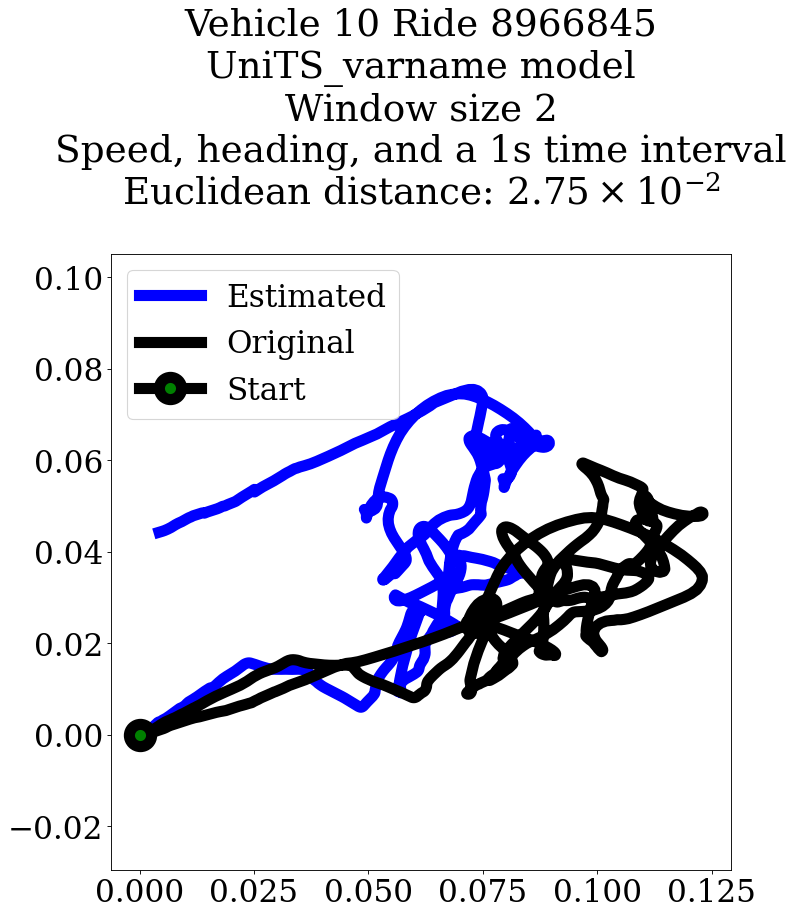 Vehicle 10 Ride 8966845
UniTS_varname model
Window size 2
Speed, heading, and a 1s time interval
Euclidean distance: 2.75 × 10⁻²
Estimated
Original
Start
0.10
0.08
0.06
0.04
0.02
0.00
−0.02
0.000 0.025 0.050 0.075 0.100 0.125